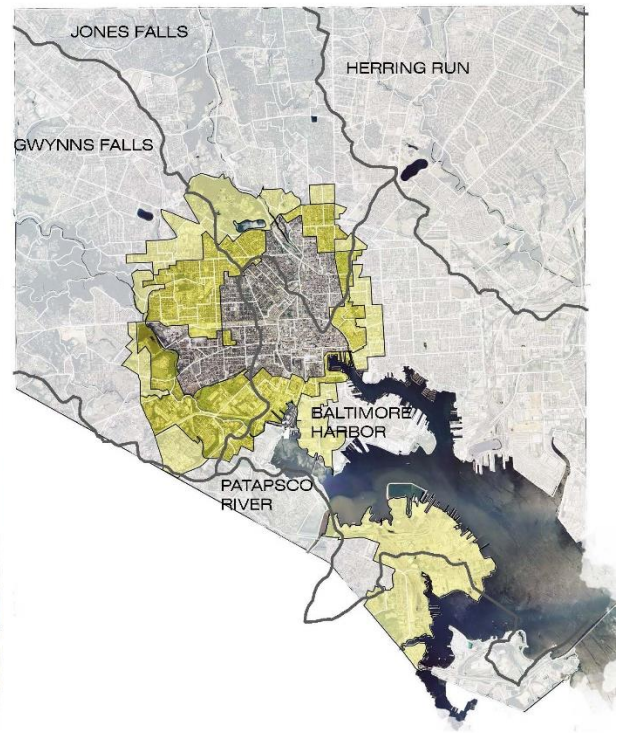 JONES FALLS
HERRING RUN
GWYNNS FALLS
BALTIMORE
HARBOR
PATAPSCO
RIVER